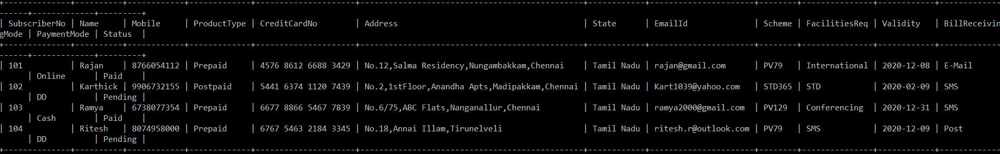 | SubscriberNo | Name     | Mobile     | ProductType | CreditCardNo        | Address                                      | State      | EmailId              | Scheme | FacilitiesReq | Validity   | BillReceivin
gMode | PaymentMode | Status  |
| 101          | Rajan    | 8766054112 | Prepaid     | 4576 8612 6688 3429 | No.12,Salma Residency,Nungambakkam,Chennai   | Tamil Nadu | rajan@gmail.com      | PV79   | International | 2020-12-08 | E-Mail
      | Online      | Paid    |
| 102          | Karthick | 9906732155 | Postpaid    | 5441 6374 1120 7439 | No.2,1stFloor,Anandha Apts,Madipakkam,Chennai | Tamil Nadu | Kart1039@yahoo.com   | STD365 | STD           | 2020-02-09 | SMS
      | DD          | Pending |
| 103          | Ramya    | 6738077354 | Prepaid     | 6677 8866 5467 7839 | No.6/75,ABC Flats,Nanganallur,Chennai        | Tamil Nadu | ramya2000@gmail.com  | PV129  | Conferencing  | 2020-12-31 | SMS
      | Cash        | Paid    |
| 104          | Ritesh   | 8074958000 | Prepaid     | 6767 5463 2184 3345 | No.18,Annai Illam,Tirunelveli                | Tamil Nadu | ritesh.r@outlook.com | PV79   | SMS           | 2020-12-09 | Post
      | DD          | Pending |